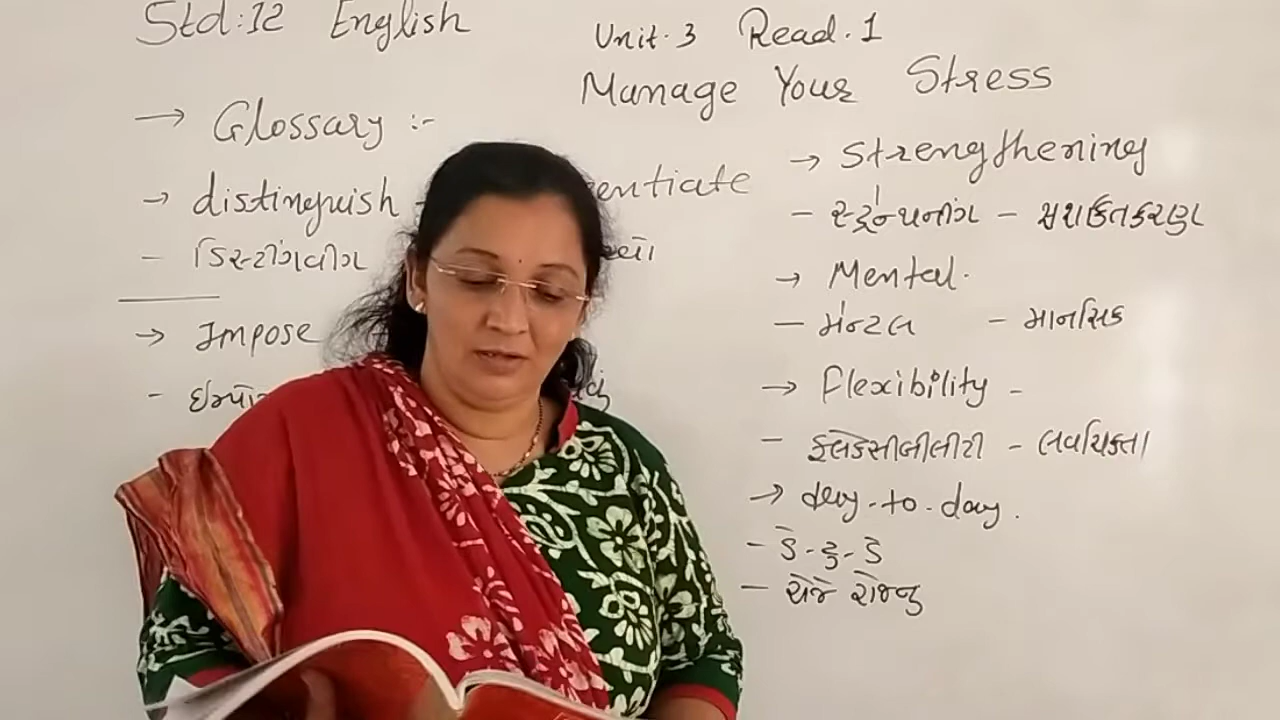 Std:12 English
Unit.3 Read.1
Manage Your Stress
→ Glossary :-
→ distinguish
- ડિસ્ટીંગવીશ
→ Impose
→ Strengthening
- સ્ટ્રેન્થનીંગ - સશક્તિકરણ
→ Mental.
- મેન્ટલ - માનસિક
→ flexibility -
- ફ્લેક્સીબીલીટી - લવચિકતા
→ day-to-day.
- ડે-ટુ-ડે
- રોજે રોજનુ